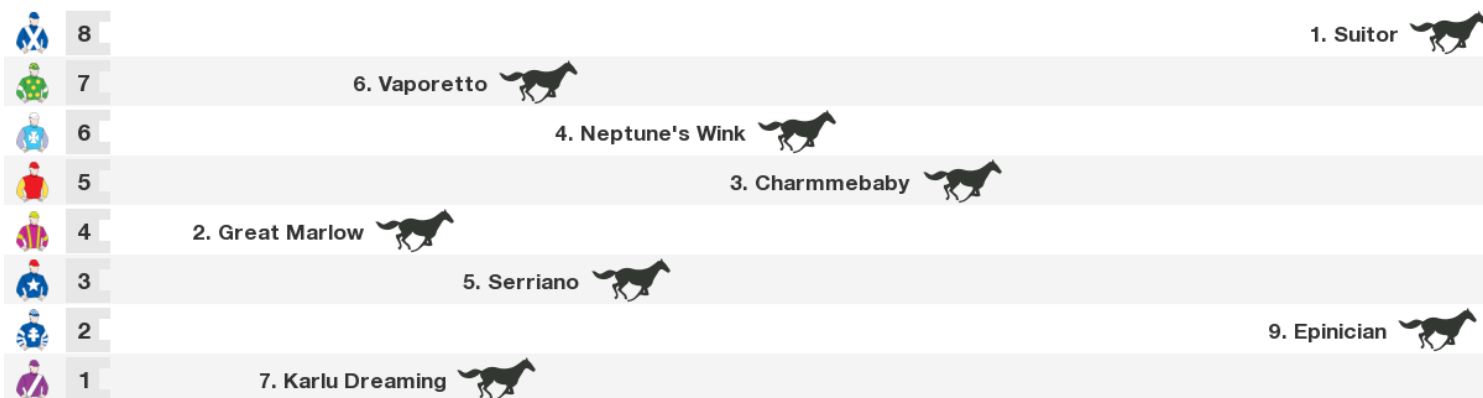 8 1. Suitor
7 6. Vaporetto
6 4. Neptune's Wink
5 3. Charmmebaby
4 2. Great Marlow
3 5. Serriano
2 9. Epinician
1 7. Karlu Dreaming